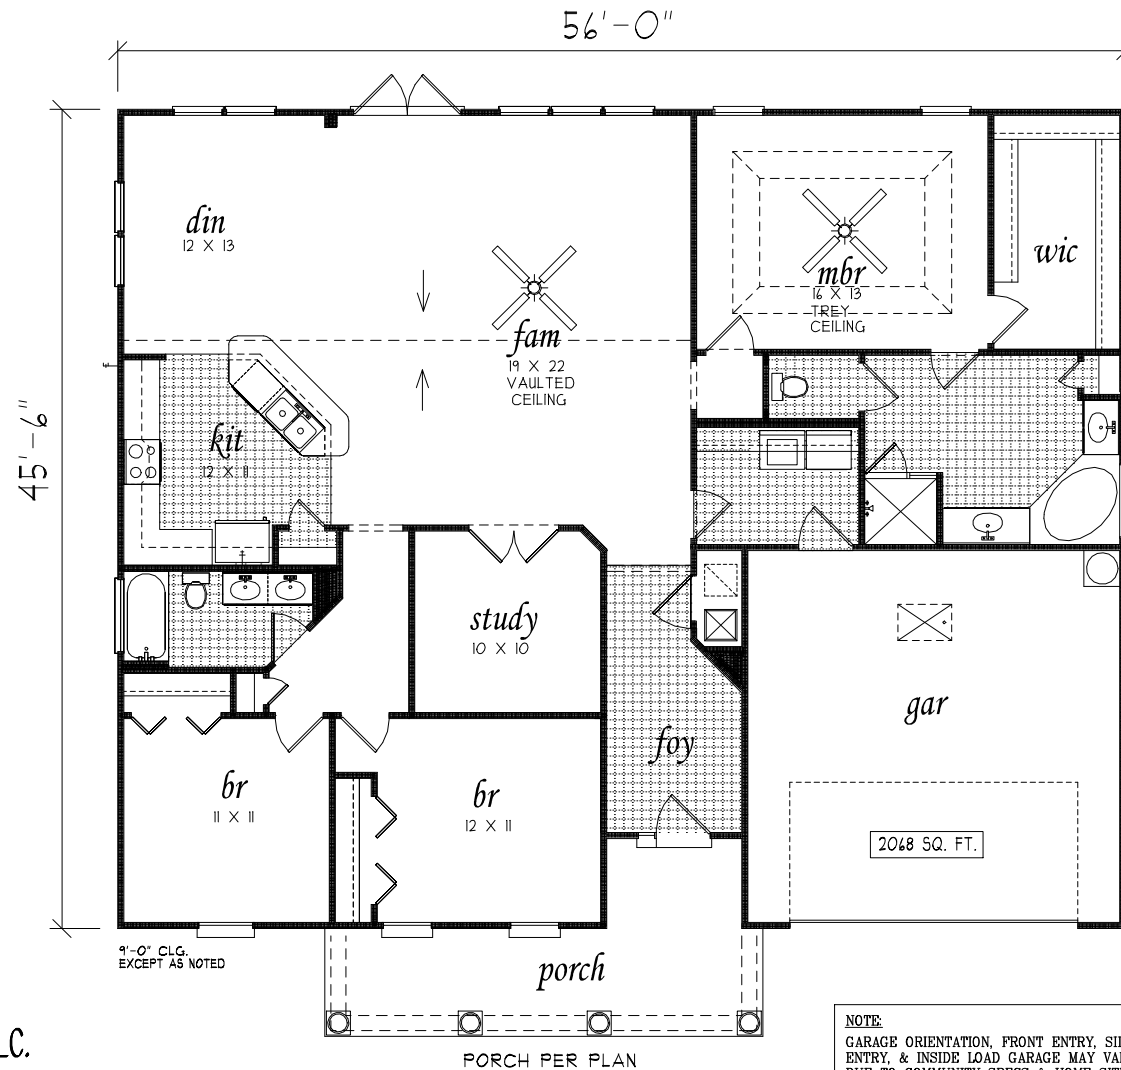 56'-0"
45'-6"
din
12 X 13
fam
19 X 22
VAULTED
CEILING
mbr
16 X 13
TREY
CEILING
wic
kit
12 X 11
study
10 X 10
foy
gar
2068 SQ. FT.
br
11 X 11
br
12 X 11
9'-0" CLG.
EXCEPT AS NOTED
porch
PORCH PER PLAN
NOTE:
GARAGE ORIENTATION, FRONT ENTRY,
ENTRY, & INSIDE LOAD GARAGE MAY